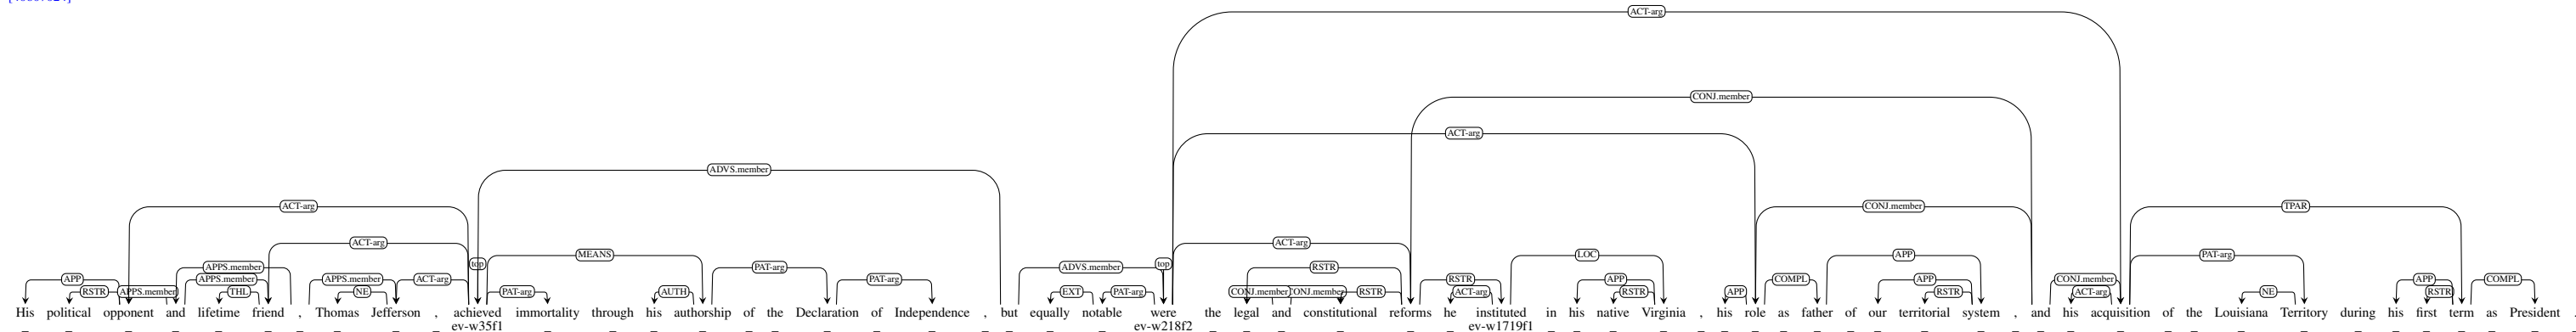 ACT-arg
CONJ.member
ACT-arg
ADVS.member
ACT-arg CONJ.member TPAR
ACT-arg ACT-arg
MEANS LOC APP PAT-arg
APPS.member top PAT-arg ADVS.member top RSTR
APP APPS.member APPS.member ACT-arg PAT-arg RSTR APP COMPL APP CONJ.member APP COMPL
RSTR APPS.member THL NE PAT-arg AUTH EXT PAT-arg CONJ.member CONJ.member RSTR ACT-arg RSTR APP RSTR ACT-arg NE RSTR
His political opponent and lifetime friend , Thomas Jefferson , achieved immortality through his authorship of the Declaration of Independence , but equally notable were the legal and constitutional reforms he instituted in his native Virginia , his role as father of our territorial system , and his acquisition of the Louisiana Territory during his first term as President
ev-w35f1 ev-w218f2 ev-w1719f1